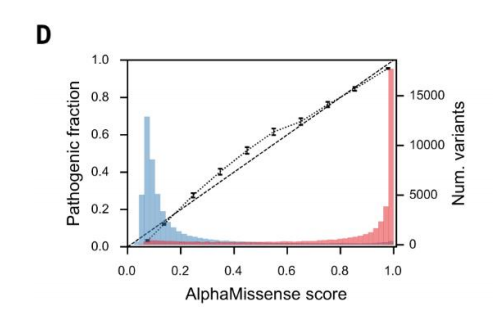 D
1.0
0.8
0.6
0.4
0.2
0.0
Pathogenic fraction
15000
10000
5000
0
Num. variants
0.0 0.2 0.4 0.6 0.8 1.0
AlphaMissense score